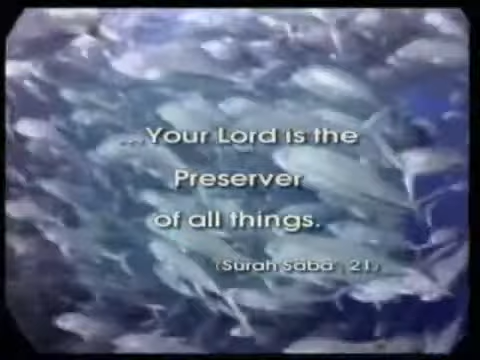 ...Your Lord is the
Preserver
of all things.
(Surah Saba', 21)